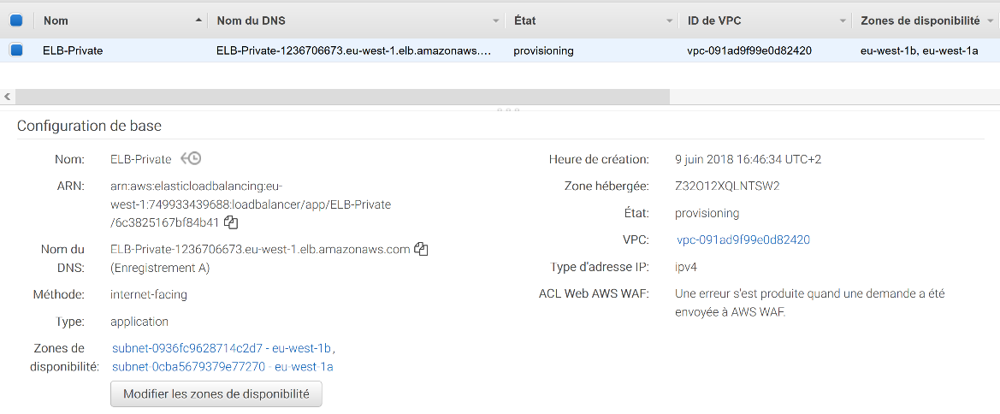 Nom Nom du DNS État ID de VPC Zones de disponibilité
ELB-Private ELB-Private-1236706673.eu-west-1.elb.amazonaws.... provisioning vpc-091ad9f99e0d82420 eu-west-1b, eu-west-1a
Configuration de base
Nom: ELB-Private
ARN: arn:aws:elasticloadbalancing:eu-
west-1:749933439688:loadbalancer/app/ELB-Private
/6c3825167bf84b41
Nom du DNS: ELB-Private-1236706673.eu-west-1.elb.amazonaws.com
(Enregistrement A)
Méthode: internet-facing
Type: application
Zones de disponibilité: subnet-0936fc9628714c2d7 - eu-west-1b,
subnet-0cba5679379e77270 - eu-west-1a
Modifier les zones de disponibilité
Heure de création: 9 juin 2018 16:46:34 UTC+2
Zone hébergée: Z32O12XQLNTSW2
État: provisioning
VPC: vpc-091ad9f99e0d82420
Type d'adresse IP: ipv4
ACL Web AWS WAF: Une erreur s'est produite quand une demande a été
envoyée à AWS WAF.